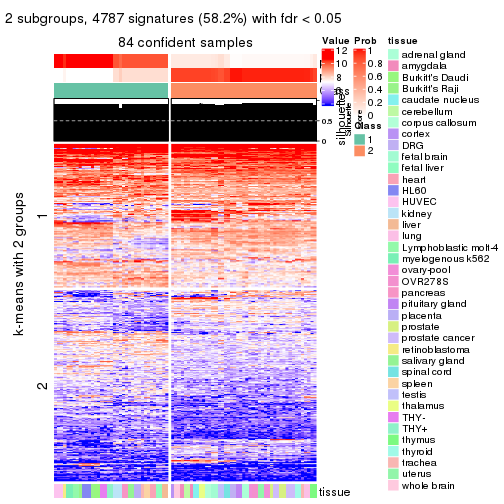 2 subgroups, 4787 signatures (58.2%) with fdr < 0.05
84 confident samples
k-means with 2 groups
1
2
silhouette
0.5
0
tissue
Value
12
10
8
6
4
Prob
1
0.8
0.6
0.4
0.2
0
Class
1
2
tissue
adrenal gland
amygdala
Burkitt's Daudi
Burkitt's Raji
caudate nucleus
cerebellum
corpus callosum
cortex
DRG
fetal brain
fetal liver
heart
HL60
HUVEC
kidney
liver
lung
Lymphoblastic molt-4
myelogenous k562
ovary-pool
OVR278S
pancreas
pituitary gland
placenta
prostate
prostate cancer
retinoblastoma
salivary gland
spinal cord
spleen
testis
thalamus
THY-
THY+
thymus
thyroid
trachea
uterus
whole brain